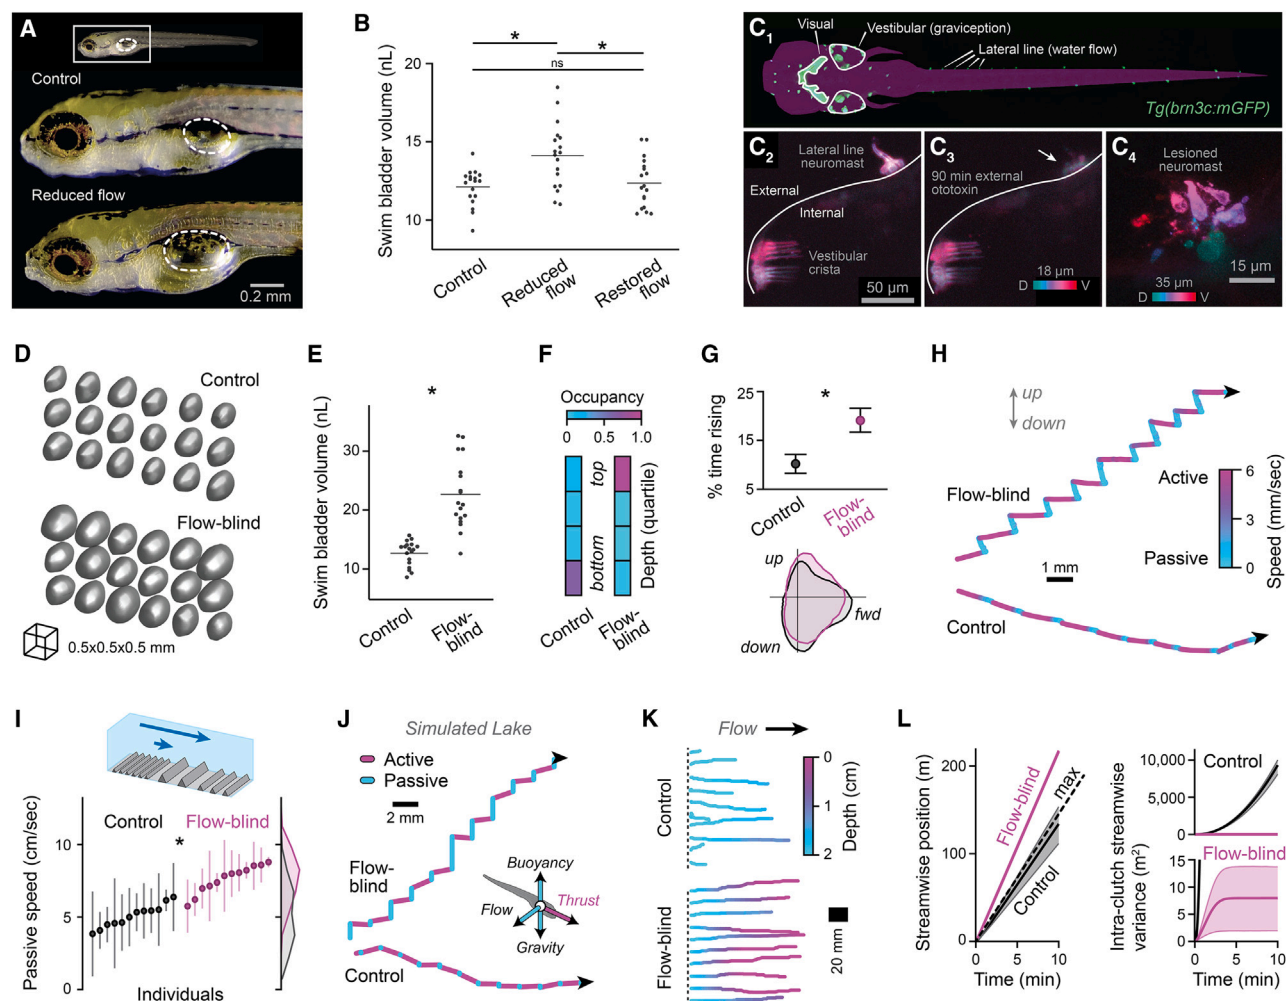 A
Control
Reduced flow
0.2 mm
B
Swim bladder volume (nL)
*
*
ns
20
15
10
Control
Reduced flow
Restored flow
C1
Visual
Vestibular (graviception)
Lateral line (water flow)
Tg(brn3c:mGFP)
C2
Lateral line neuromast
External
Internal
Vestibular crista
50 µm
C3
90 min external ototoxin
18 µm
D V
C4
Lesioned neuromast
35 µm
D V
15 µm
D
Control
Flow-blind
0.5x0.5x0.5 mm
E
Swim bladder volume (nL)
*
30
20
10
Control
Flow-blind
F
Occupancy
0 0.5 1.0
top
bottom
Depth (quartile)
Control
Flow-blind
G
% time rising
*
25
15
5
Control
Flow-blind
up
fwd
down
H
up
down
Flow-blind
Active
Passive
6
3
0
Speed (mm/sec)
1 mm
Control
I
Passive speed (cm/sec)
Control
*
Flow-blind
10
5
0
Individuals
J
Simulated Lake
Active
Passive
2 mm
Flow-blind
Buoyancy
Thrust
Flow
Gravity
Control
K
Flow
Control
0
1
2
Depth (cm)
Flow-blind
20 mm
L
Streamwise position (m)
200
100
0
Flow-blind
max
Control
0 5 10
Time (min)
Intra-clutch streamwise variance (m²)
10,000
5,000
0
Control
15
10
5
0
Flow-blind
0 5 10
Time (min)